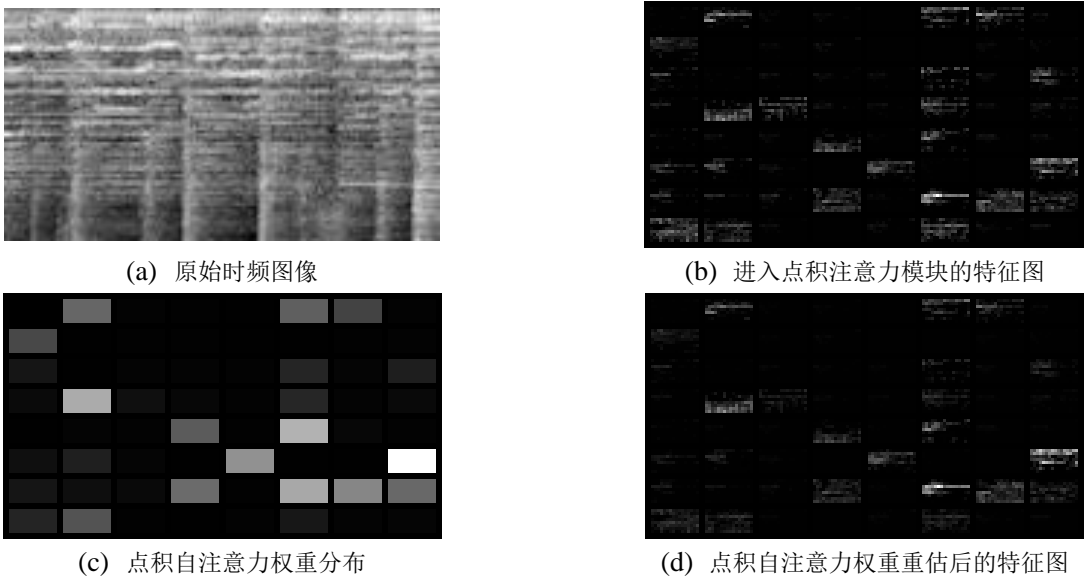 (a) 原始时频图像
(b) 进入点积注意力模块的特征图
(c) 点积自注意力权重分布
(d) 点积自注意力权重重估后的特征图